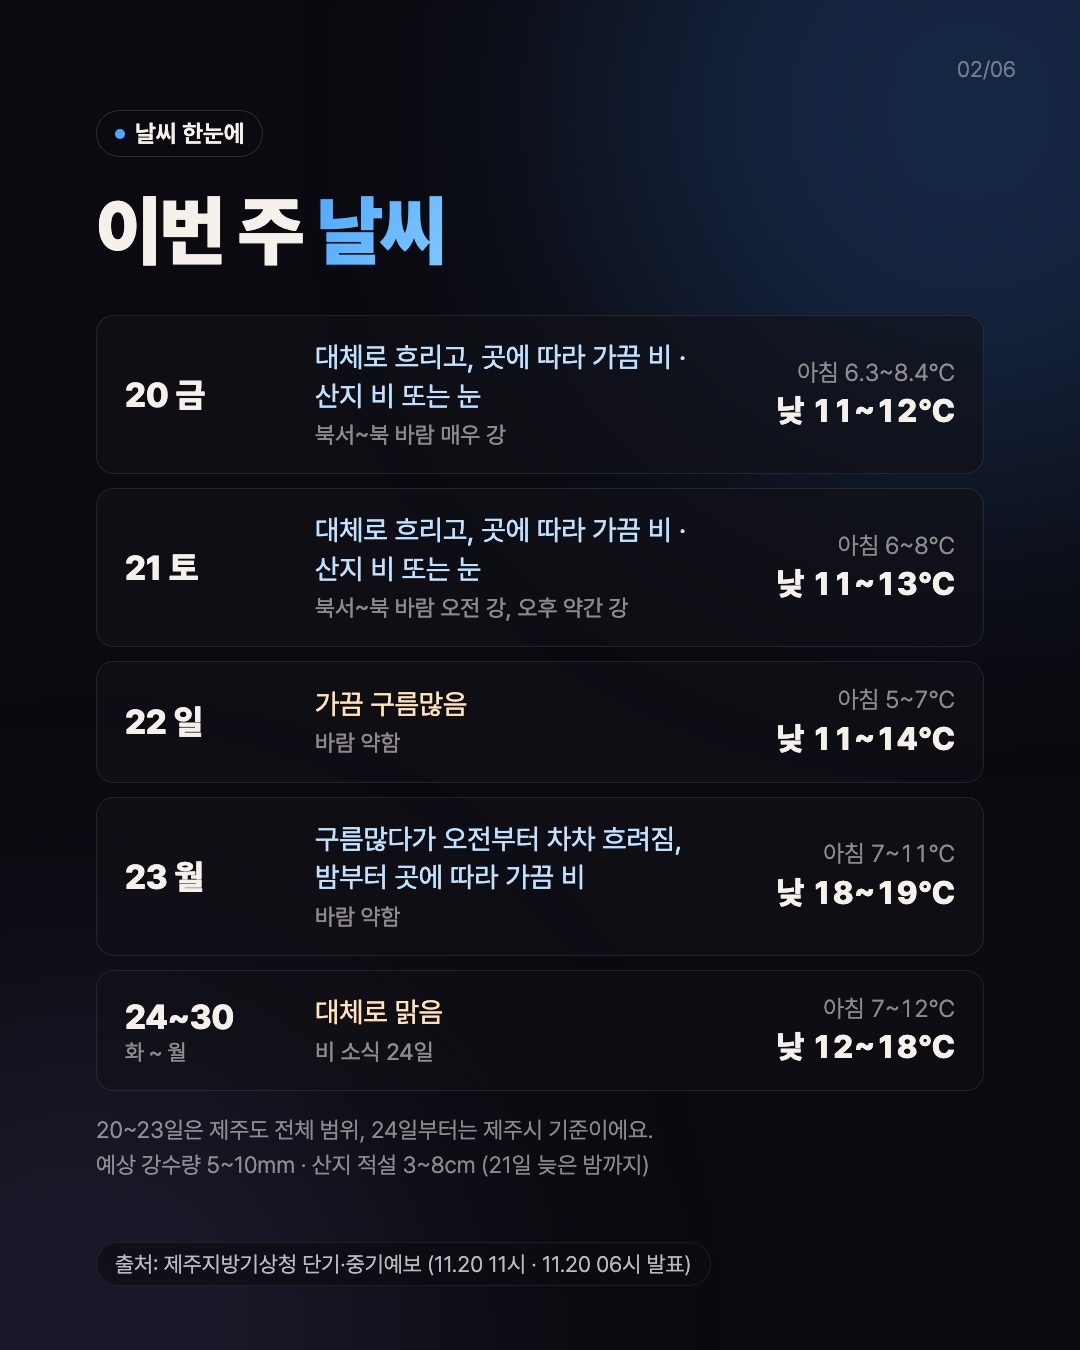 02/06
날씨 한눈에
이번 주 날씨
20 금
대체로 흐리고, 곳에 따라 가끔 비 ·
산지 비 또는 눈
북서~북 바람 매우 강
아침 6.3~8.4℃
낮 11~12℃
21 토
대체로 흐리고, 곳에 따라 가끔 비 ·
산지 비 또는 눈
북서~북 바람 오전 강, 오후 약간 강
아침 6~8℃
낮 11~13℃
22 일
가끔 구름많음
바람 약함
아침 5~7℃
낮 11~14℃
23 월
구름많다가 오전부터 차차 흐려짐,
밤부터 곳에 따라 가끔 비
바람 약함
아침 7~11℃
낮 18~19℃
24~30
화 ~ 월
대체로 맑음
비 소식 24일
아침 7~12℃
낮 12~18℃
20~23일은 제주도 전체 범위, 24일부터는 제주시 기준이에요.
예상 강수량 5~10mm · 산지 적설 3~8cm (21일 늦은 밤까지)
출처: 제주지방기상청 단기·중기예보 (11.20 11시 · 11.20 06시 발표)